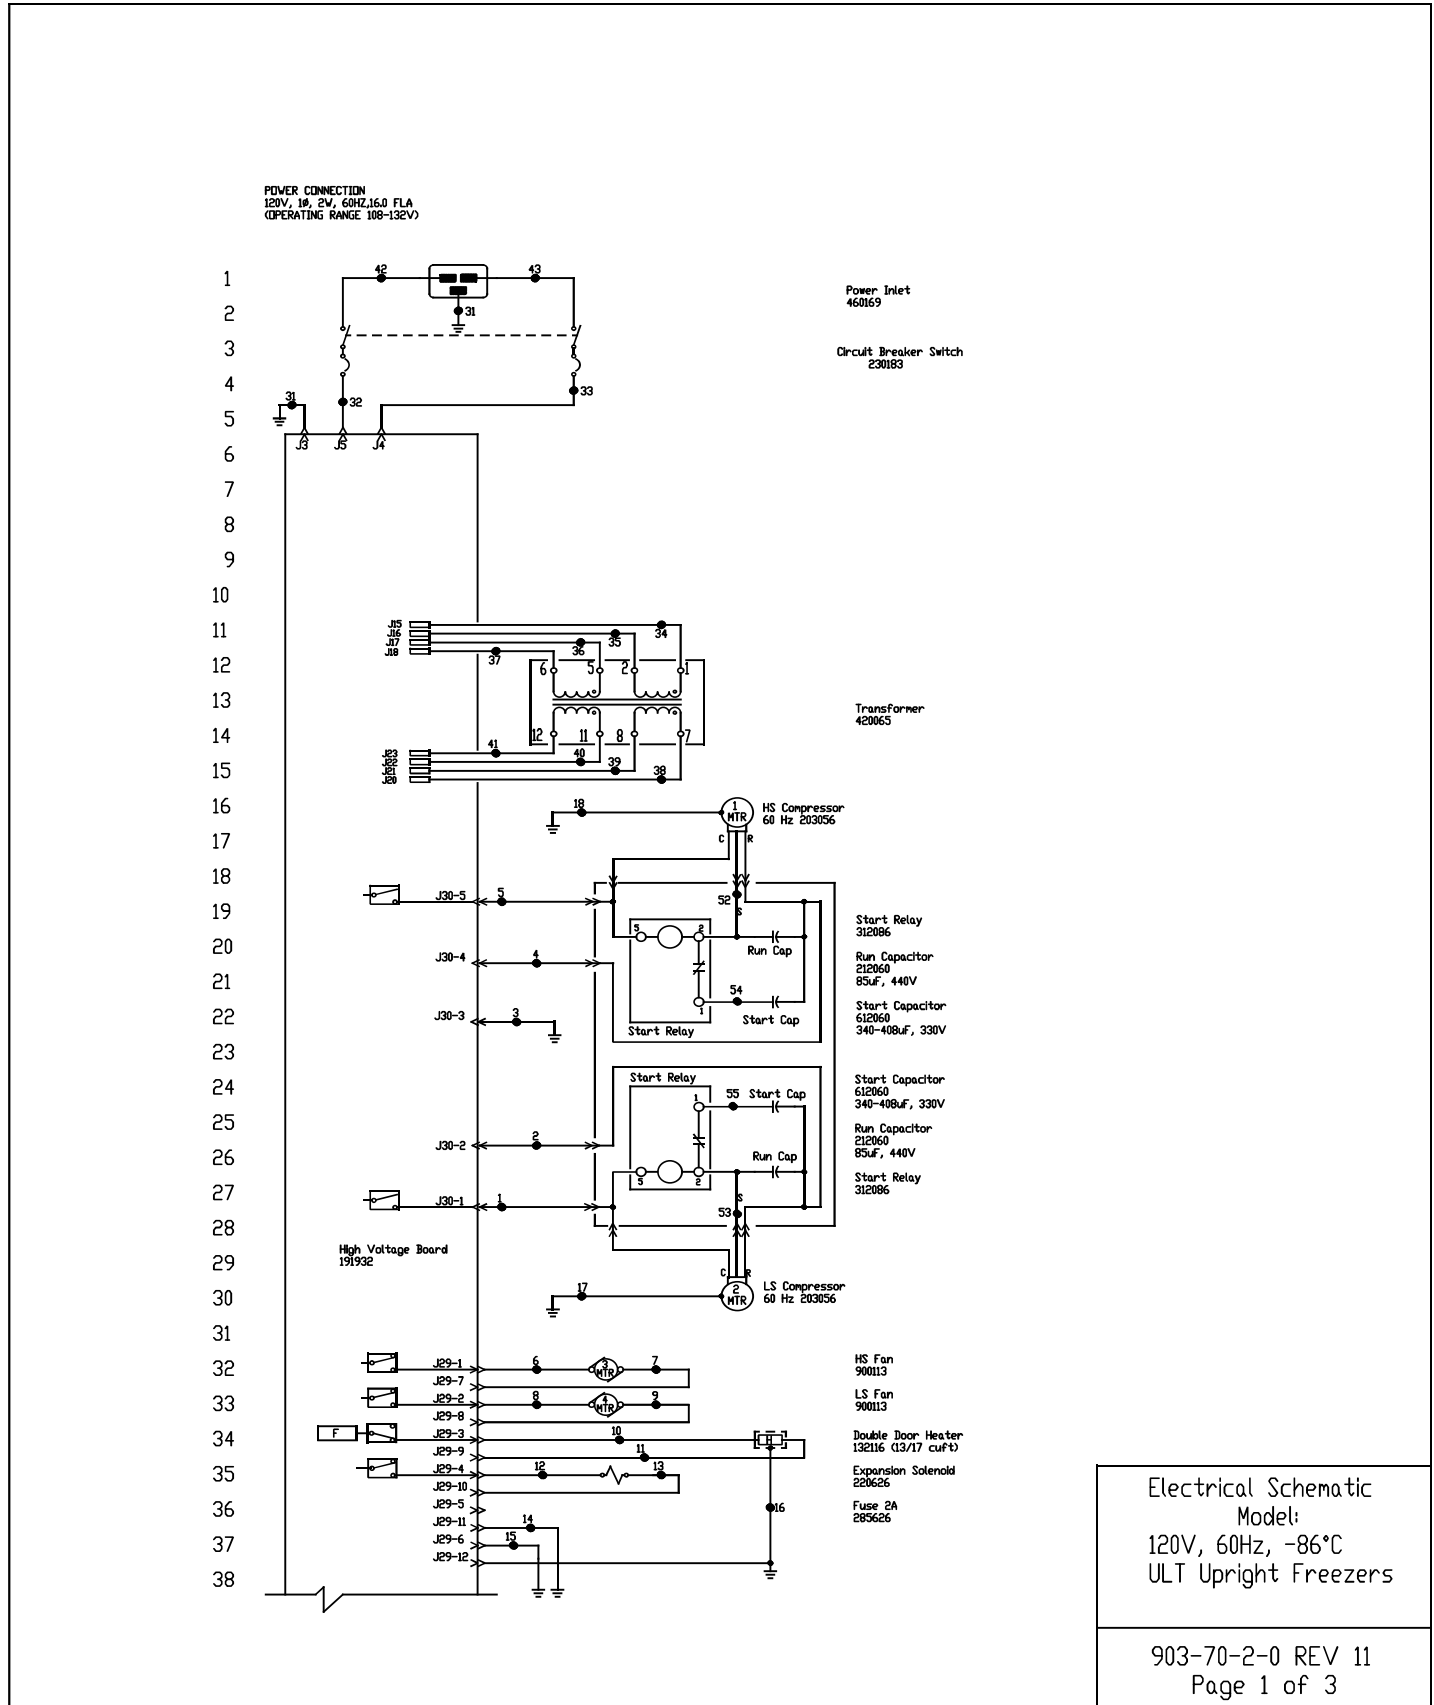 POWER CONNECTION
120V, 1Ø, 2W, 60HZ,16.0 FLA
(OPERATING RANGE 108-132V)
1
42
43
Power Inlet
460169
2
31
3
Circuit Breaker Switch
230183
4
31
32
33
5
J3
J5
J4
6
7
8
9
10
11
J15
J16
J17
J18
34
35
36
37
12
6
5
2
1
13
Transformer
420065
14
12
11
8
7
J23
J22
J21
J20
41
40
39
38
15
16
18
1
MTR
HS Compressor
60 Hz 203056
17
C
R
18
J30-5
5
52
S
19
Start Relay
312086
20
5
2
Run Cap
J30-4
4
Run Capacitor
212060
85uF, 440V
21
54
1
Start Capacitor
612060
340-408uF, 330V
22
J30-3
3
Start Cap
Start Relay
23
24
Start Relay
Start Capacitor
612060
340-408uF, 330V
1
55
Start Cap
25
J30-2
2
Run Capacitor
212060
85uF, 440V
26
Run Cap
5
2
Start Relay
312086
27
J30-1
1
S
53
28
High Voltage Board
191932
29
C
R
30
17
2
MTR
LS Compressor
60 Hz 203056
31
32
J29-1
6
3
MTR
7
HS Fan
900113
J29-7
33
J29-2
8
4
MTR
9
LS Fan
900113
J29-8
34
F
J29-3
10
H
Double Door Heater
132116 (13/17 cuft)
J29-9
11
35
J29-4
12
13
Expansion Solenoid
220626
J29-10
36
J29-5
16
Fuse 2A
285626
J29-11
14
37
J29-6
15
J29-12
38
Electrical Schematic
Model:
120V, 60Hz, -86°C
ULT Upright Freezers
903-70-2-0 REV 11
Page 1 of 3